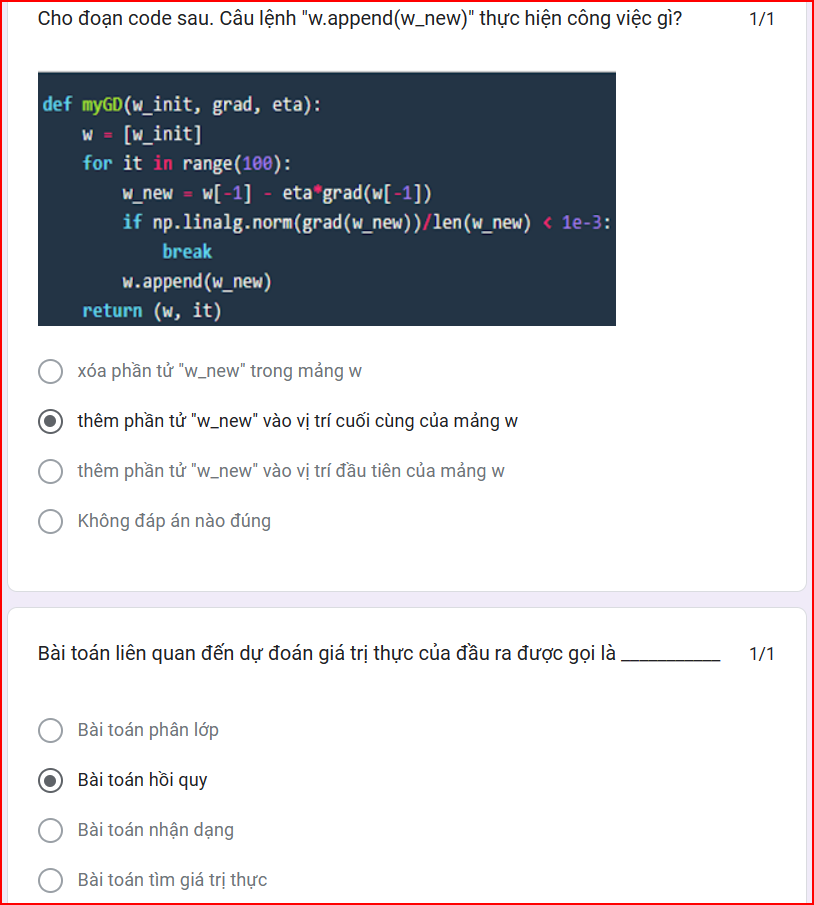 Cho đoạn code sau. Câu lệnh "w.append(w_new)" thực hiện công việc gì? 1/1
def myGD(w_init, grad, eta):
    w = [w_init]
    for it in range(100):
        w_new = w[-1] - eta*grad(w[-1])
        if np.linalg.norm(grad(w_new))/len(w_new) < 1e-3:
            break
        w.append(w_new)
    return (w, it)
xóa phần tử "w_new" trong mảng w
thêm phần tử "w_new" vào vị trí cuối cùng của mảng w
thêm phần tử "w_new" vào vị trí đầu tiên của mảng w
Không đáp án nào đúng
Bài toán liên quan đến dự đoán giá trị thực của đầu ra được gọi là ___________ 1/1
Bài toán phân lớp
Bài toán hồi quy
Bài toán nhận dạng
Bài toán tìm giá trị thực